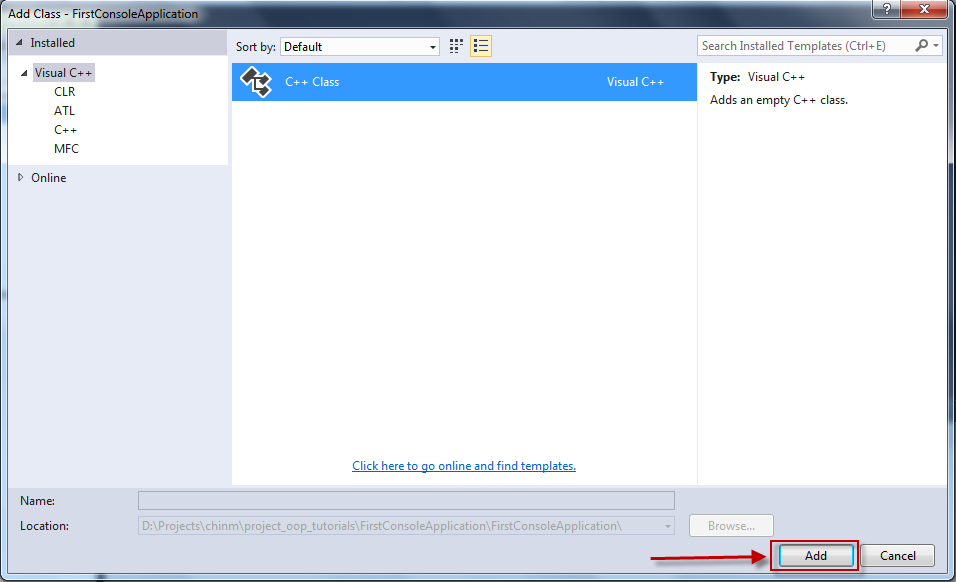 Add Class - FirstConsoleApplication
?
Installed
Sort by: Default
Search Installed Templates (Ctrl+E)
Visual C++
CLR
ATL
C++
MFC
Online
C++ Class Visual C++
Type: Visual C++
Adds an empty C++ class.
Click here to go online and find templates.
Name:
Location: D:\Projects\chinm\project_oop_tutorials\FirstConsoleApplication\FirstConsoleApplication\
Browse...
Add Cancel